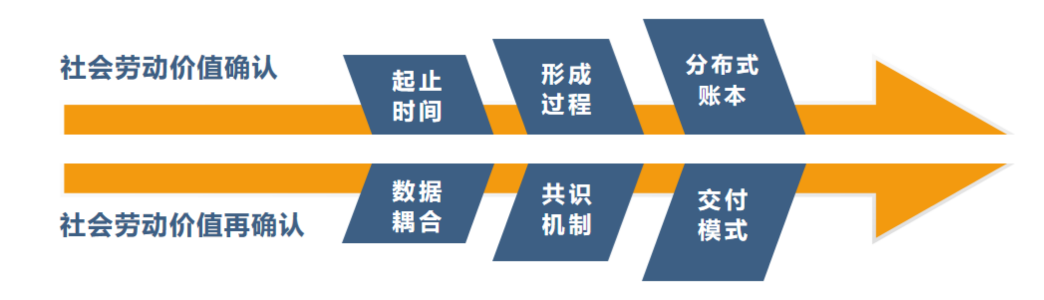 社会劳动价值确认
起止
时间
形成
过程
分布式
账本
社会劳动价值再确认
数据
耦合
共识
机制
交付
模式